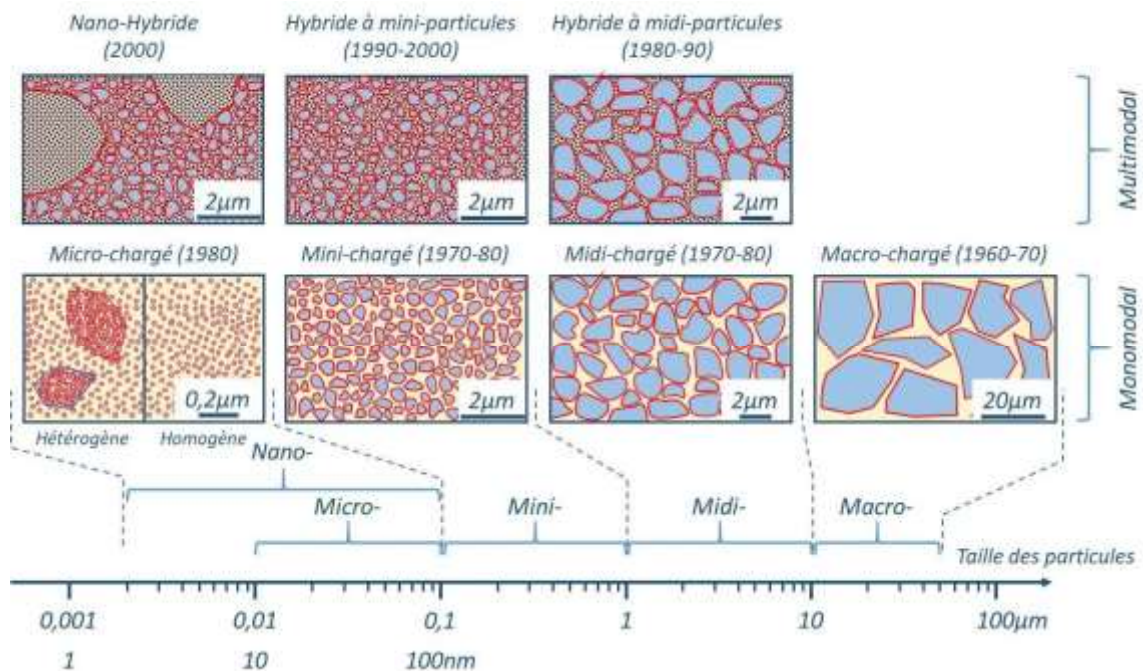 Nano-Hybride
(2000)
Hybride à mini-particules
(1990-2000)
Hybride à midi-particules
(1980-90)
2µm
2µm
2µm
Multimodal
Micro-chargé (1980)
Mini-chargé (1970-80)
Midi-chargé (1970-80)
Macro-chargé (1960-70)
0,2µm
2µm
2µm
20µm
Monomodal
Hétérogène
Homogène
Nano-
Micro-
Mini-
Midi-
Macro-
Taille des particules
0,001
0,01
0,1
1
10
100µm
1
10
100nm